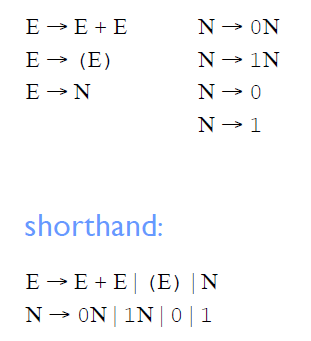 E → E + E N → 0N
E → (E) N → 1N
E → N N → 0
N → 1
shorthand:
E → E + E | (E) | N
N → 0N | 1N | 0 | 1